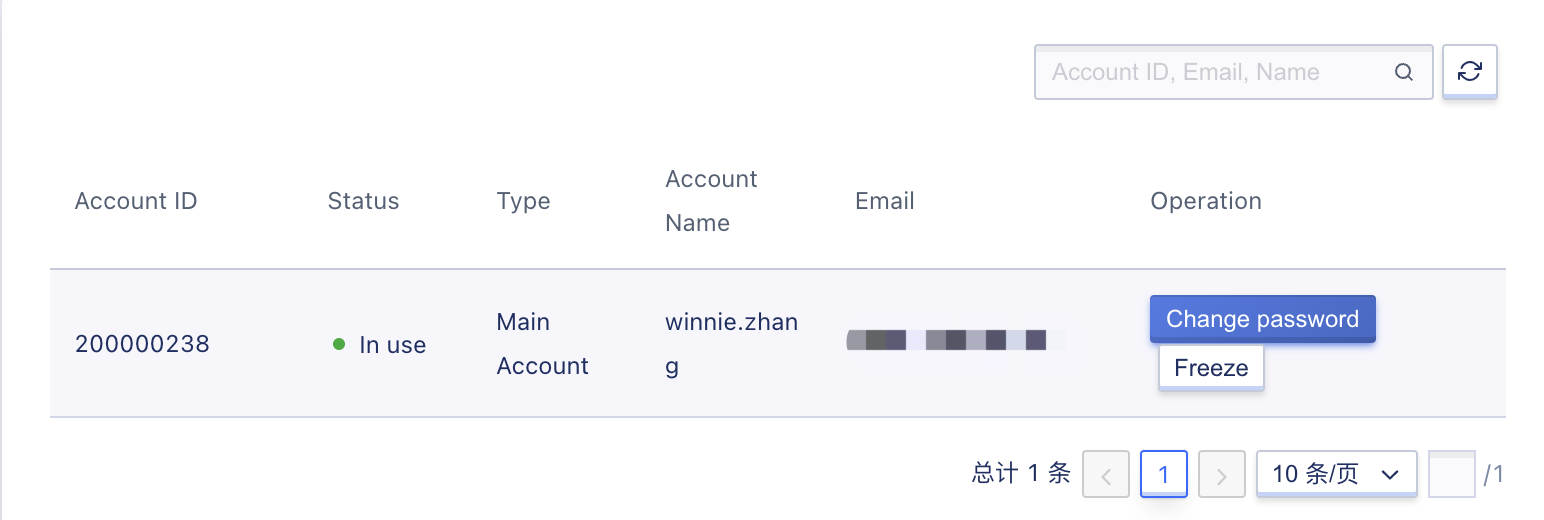 Account ID, Email, Name
Account ID Status Type Account Name Email Operation
200000238 In use Main Account winnie.zhang Change password
Freeze
总计 1 条 1 10 条/页 /1